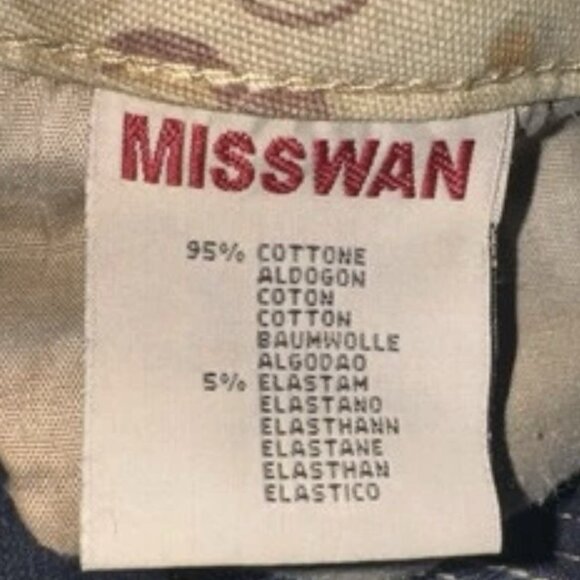 MISSWAN
95% COTTONE
ALDOGON
COTON
COTTON
BAUMWOLLE
ALGODAO
5% ELASTAM
ELASTANO
ELASTHANN
ELASTANE
ELASTHAN
ELASTICO